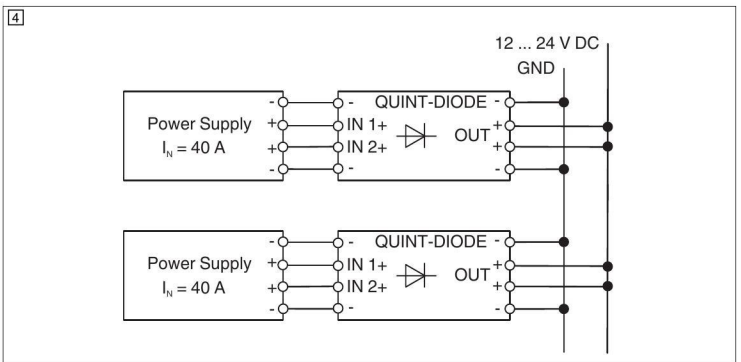 4
12 ... 24 V DC
GND
- - QUINT-DIODE -
Power Supply + IN 1+ OUT +
I_N = 40 A + IN 2+ +
- - -
- - QUINT-DIODE -
Power Supply + IN 1+ OUT +
I_N = 40 A + IN 2+ +
- - -